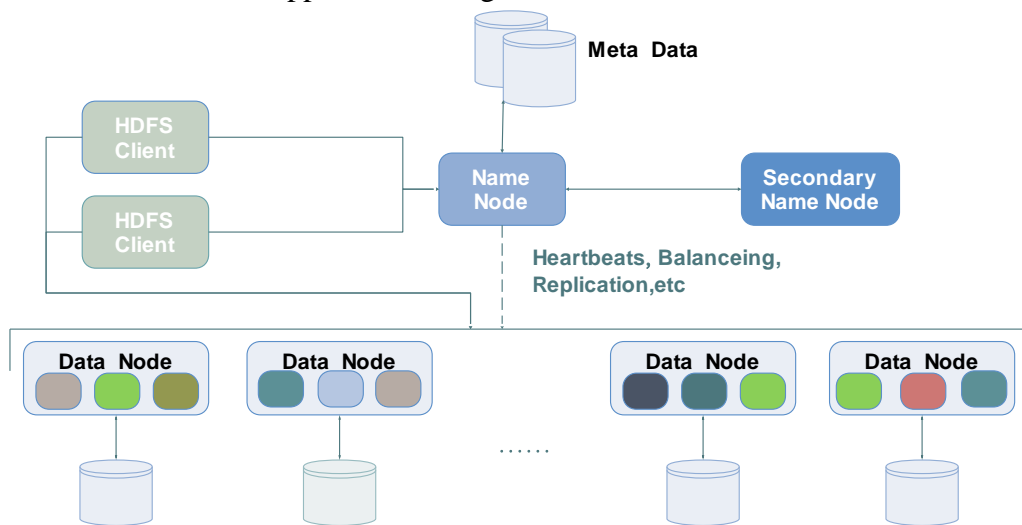 Meta Data
HDFS
Client
Name
Node
Secondary
Name Node
HDFS
Client
Heartbeats, Balanceing,
Replication,etc
Data Node
Data Node
Data Node
Data Node
......